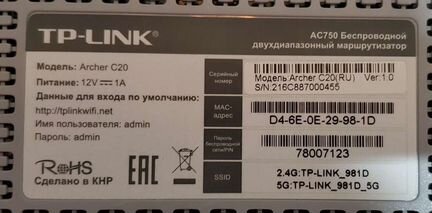 TP-LINK®
AC750 Беспроводной
двухдиапазонный маршрутизатор
Модель: Archer C20
Питание: 12V⎓1A
Данные для входа по умолчанию:
http://tplinkwifi.net
Имя пользователя: admin
Пароль: admin
RoHS
Сделано в КНР
EAC
Серийный номер
Модель:Archer C20(RU) Ver:1.0
S/N:216C887000455
MAC-адрес
D4-6E-0E-29-98-1D
Пароль беспроводной сети/PIN
78007123
SSID
2.4G:TP-LINK_981D
5G:TP-LINK_981D_5G